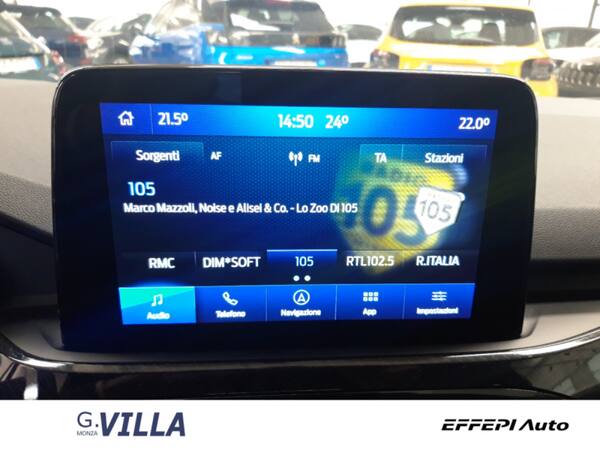 21.5° 14:50 24° 22.0°
Sorgenti AF FM TA Stazioni
105
Marco Mazzoli, Noise e Alisei & Co. - Lo Zoo DI 105
105
105
RMC DIM*SOFT 105 RTL102.5 R.ITALIA
Audio Telefono Navigazione App Impostazioni
G.VILLA
MONZA
EFFEPI Auto